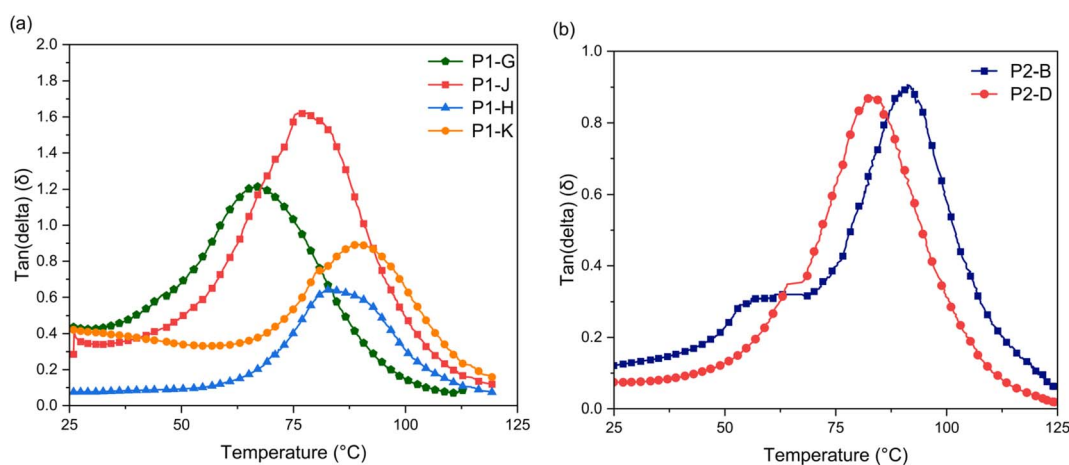 (a)
2.0
1.8
1.6
1.4
1.2
1.0
0.8
0.6
0.4
0.2
0.0
Tan(delta) (δ)
P1-G
P1-J
P1-H
P1-K
25
50
75
100
125
Temperature (°C)
(b)
1.0
0.8
0.6
0.4
0.2
0.0
Tan(delta) (δ)
P2-B
P2-D
25
50
75
100
125
Temperature (°C)